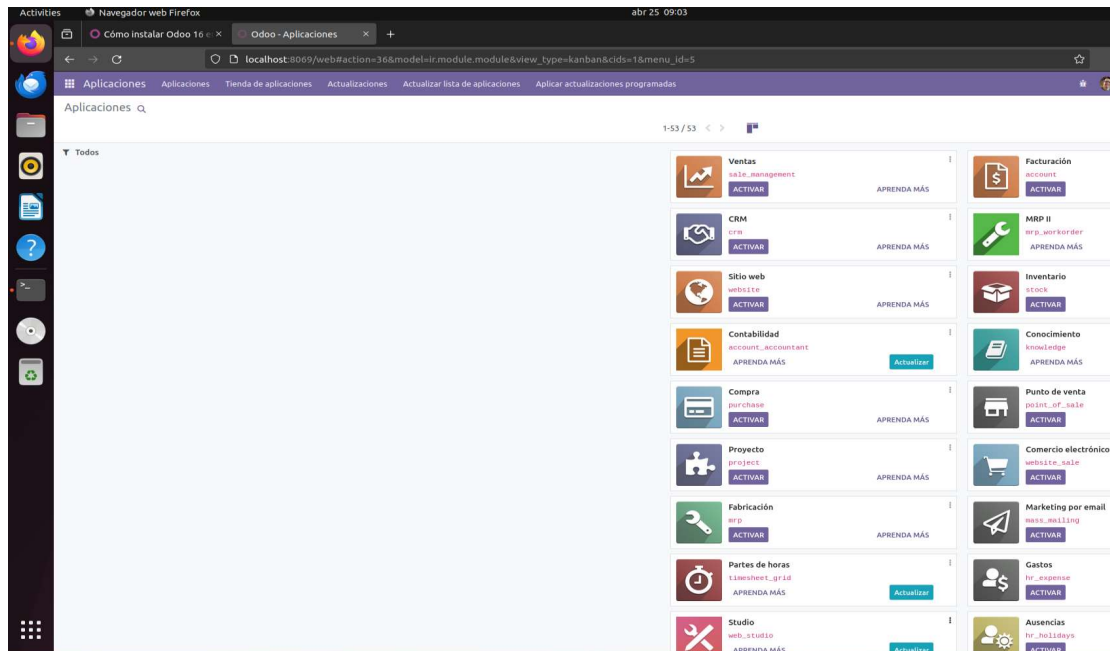 Activities
Navegador web Firefox
abr 25 09:03
Cómo instalar Odoo 16 e
Odoo - Aplicaciones
localhost:8069/web#action=36&model=ir.module.module&view_type=kanban&cids=1&menu_id=5
Aplicaciones
Aplicaciones
Tienda de aplicaciones
Actualizaciones
Actualizar lista de aplicaciones
Aplicar actualizaciones programadas
Aplicaciones
1-53 / 53
Todos
Ventas
sale_management
ACTIVAR
APRENDA MÁS
Facturación
account
ACTIVAR
CRM
crm
ACTIVAR
APRENDA MÁS
MRP II
mrp_workorder
APRENDA MÁS
Sitio web
website
ACTIVAR
APRENDA MÁS
Inventario
stock
ACTIVAR
Contabilidad
account_accountant
APRENDA MÁS
Actualizar
Conocimiento
knowledge
APRENDA MÁS
Compra
purchase
ACTIVAR
APRENDA MÁS
Punto de venta
point_of_sale
ACTIVAR
Proyecto
project
ACTIVAR
APRENDA MÁS
Comercio electrónico
website_sale
ACTIVAR
Fabricación
mrp
ACTIVAR
APRENDA MÁS
Marketing por email
mass_mailing
ACTIVAR
Partes de horas
timesheet_grid
APRENDA MÁS
Actualizar
Gastos
hr_expense
ACTIVAR
Studio
web_studio
APRENDA MÁS
Actualizar
Ausencias
hr_holidays
ACTIVAR